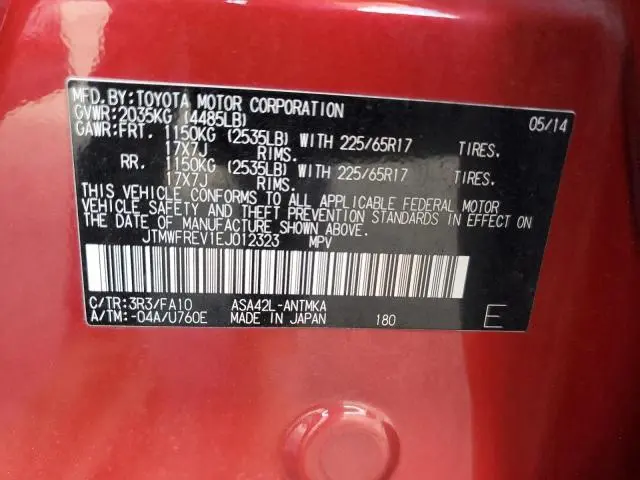 MFD.BY:TOYOTA MOTOR CORPORATION 05/14
GVWR:2035KG (4485LB)
GAWR:FRT. 1150KG (2535LB) WITH 225/65R17 TIRES.
17X7J RIMS.
RR. 1150KG (2535LB) WITH 225/65R17 TIRES.
17X7J RIMS.
THIS VEHICLE CONFORMS TO ALL APPLICABLE FEDERAL MOTOR
VEHICLE SAFETY AND THEFT PREVENTION STANDARDS IN EFFECT ON
THE DATE OF MANUFACTURE SHOWN ABOVE.
JTMWFREV1EJ012323 MPV
C/TR:3R3/FA10 ASA42L-ANTMKA
A/TM:-04A/U760E MADE IN JAPAN 180 E